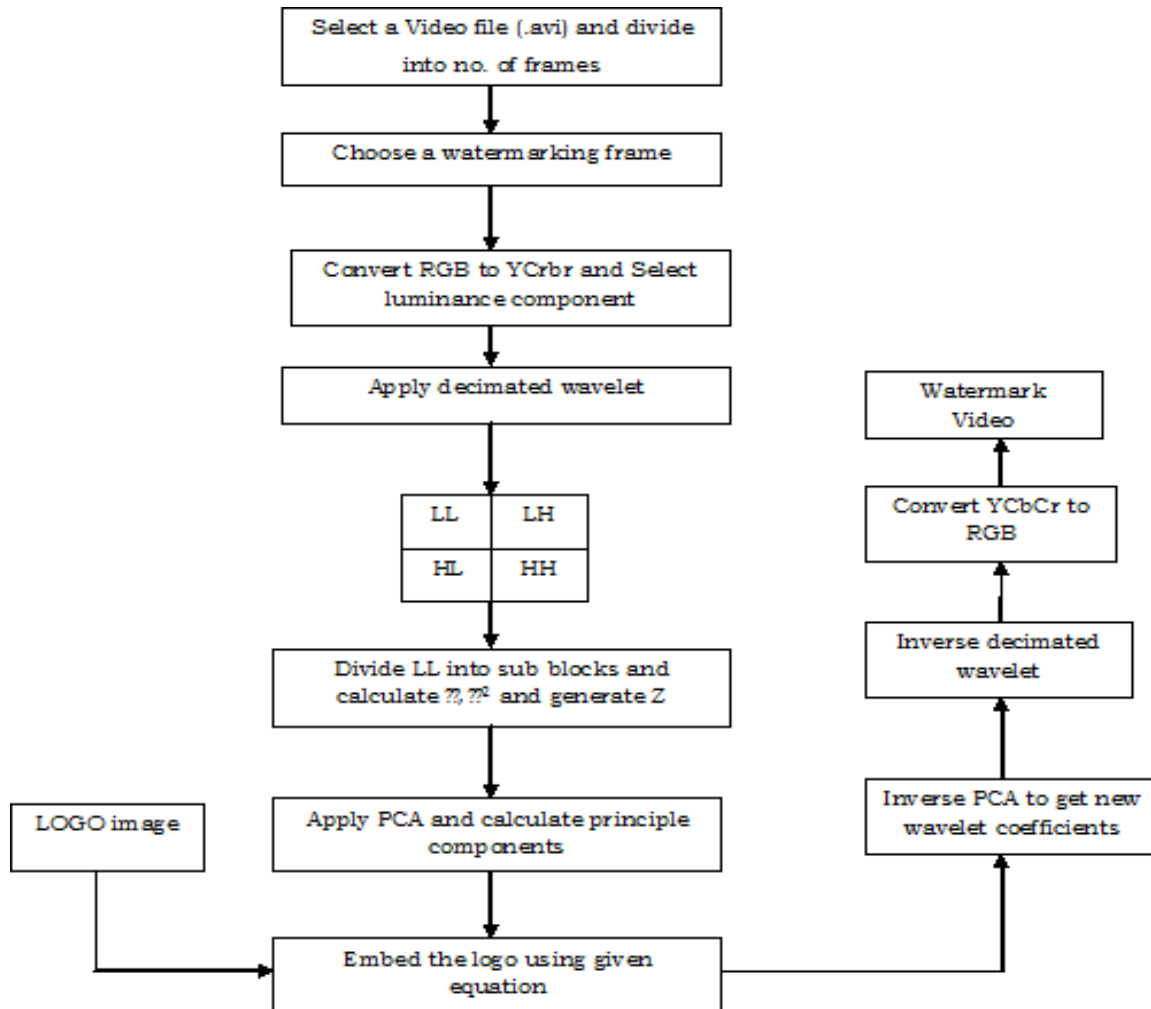 Select a Video file (.avi) and divide
into no. of frames
Choose a watermarking frame
Convert RGB to YCrbr and Select
luminance component
Apply decimated wavelet
LL
LH
HL
HH
Divide LL into sub blocks and
calculate ??, ??² and generate Z
Apply PCA and calculate principle
components
LOGO image
Embed the logo using given
equation
Inverse PCA to get new
wavelet coefficients
Inverse decimated
wavelet
Convert YCbCr to
RGB
Watermark
Video